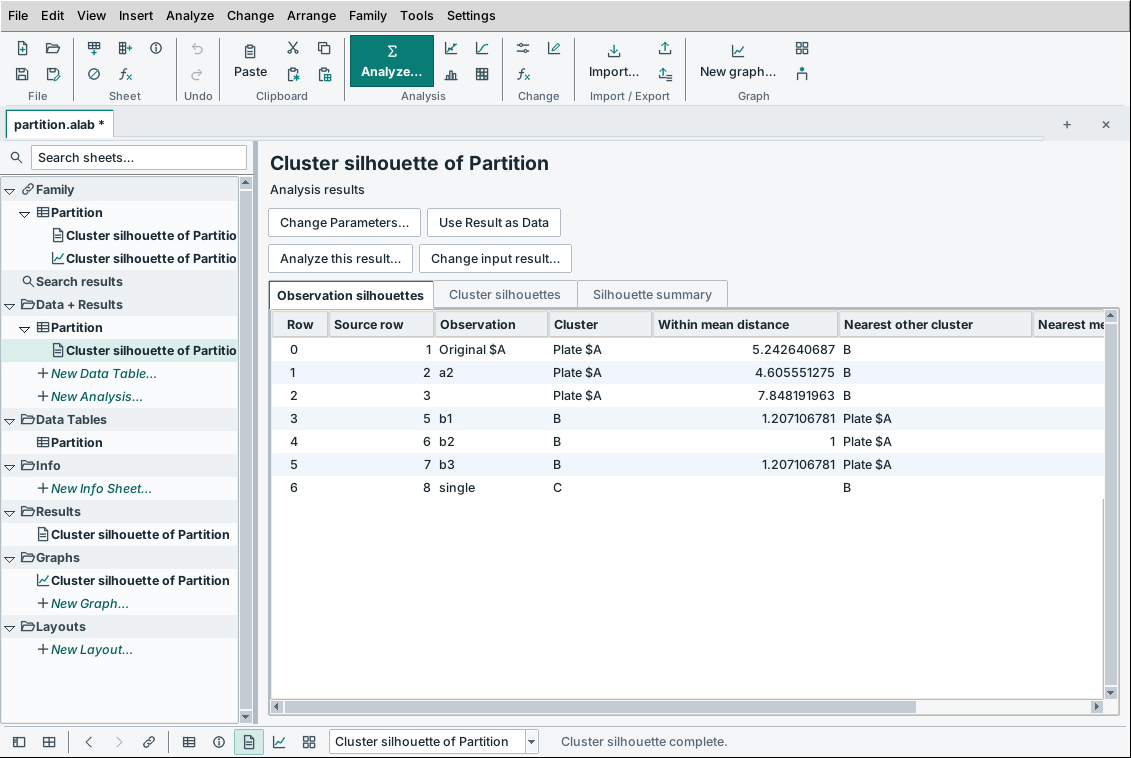 File Edit View Insert Analyze Change Arrange Family Tools Settings
Paste
Analyze...
Import...
New graph...
File Sheet Undo Clipboard Analysis Change Import / Export Graph
partition.alab *
Search sheets...
Family
Partition
Cluster silhouette of Partitio
Cluster silhouette of Partitio
Search results
Data + Results
Partition
Cluster silhouette of Partitio
New Data Table...
New Analysis...
Data Tables
Partition
Info
New Info Sheet...
Results
Cluster silhouette of Partition
Graphs
Cluster silhouette of Partition
New Graph...
Layouts
New Layout...
Cluster silhouette of Partition
Analysis results
Change Parameters... Use Result as Data
Analyze this result... Change input result...
Observation silhouettes Cluster silhouettes Silhouette summary
Row Source row Observation Cluster Within mean distance Nearest other cluster Nearest me
0 1 Original $A Plate $A 5.242640687 B
1 2 a2 Plate $A 4.605551275 B
2 3 Plate $A 7.848191963 B
3 5 b1 B 1.207106781 Plate $A
4 6 b2 B 1 Plate $A
5 7 b3 B 1.207106781 Plate $A
6 8 single C B
Cluster silhouette of Partition Cluster silhouette complete.